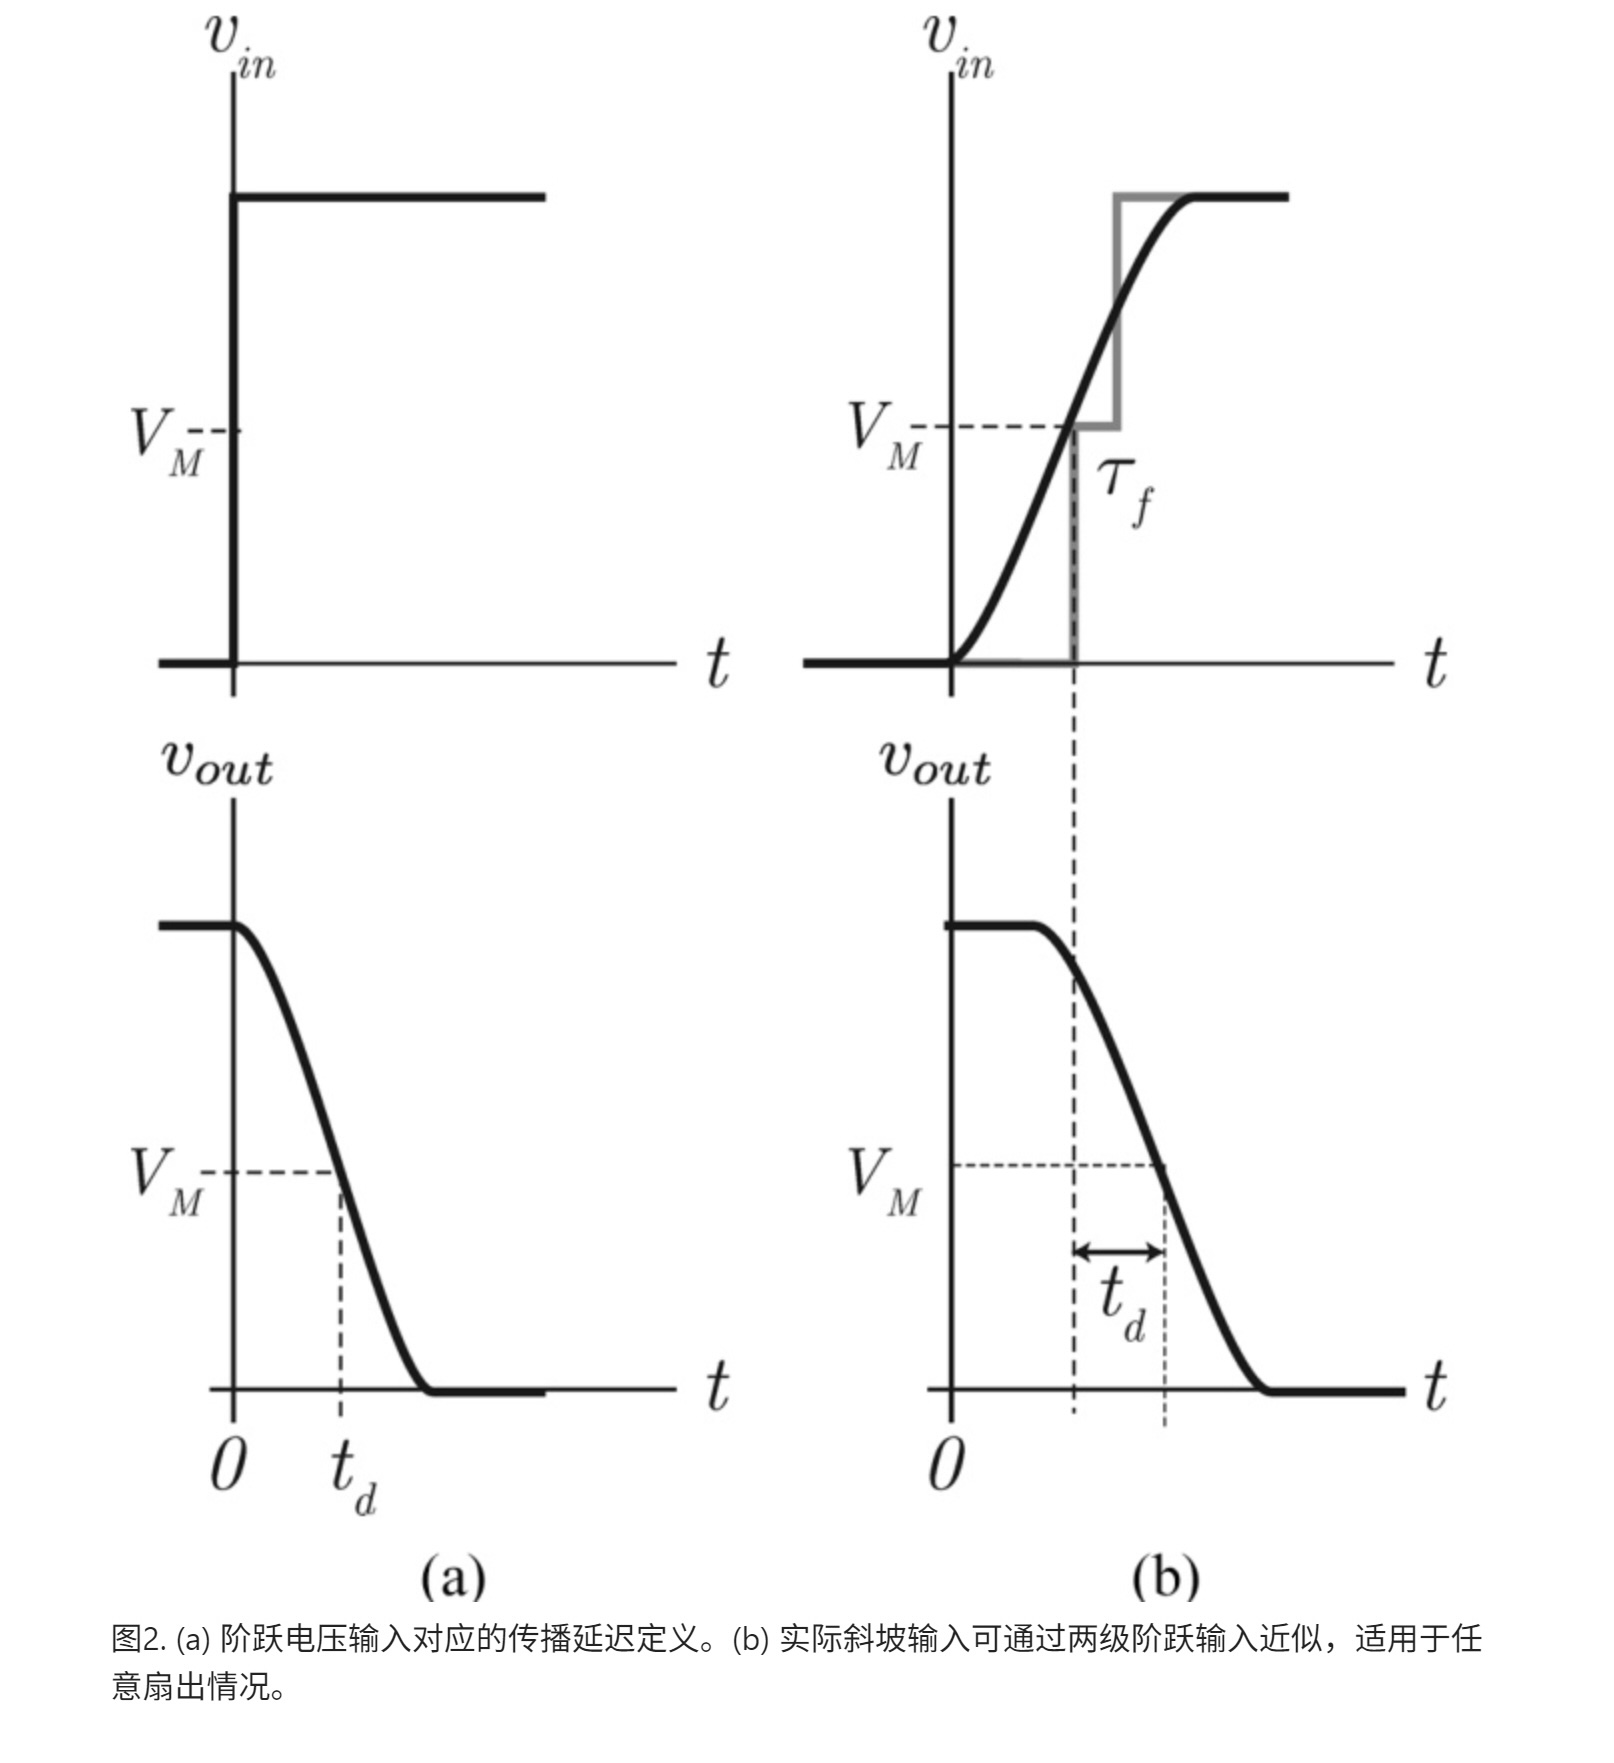 v_in
V_M
t
v_out
V_M
t
0
t_d
(a)
v_in
V_M
τ_f
t
v_out
V_M
t_d
t
0
(b)
图2. (a) 阶跃电压输入对应的传播延迟定义。(b) 实际斜坡输入可通过两级阶跃输入近似，适用于任
意扇出情况。